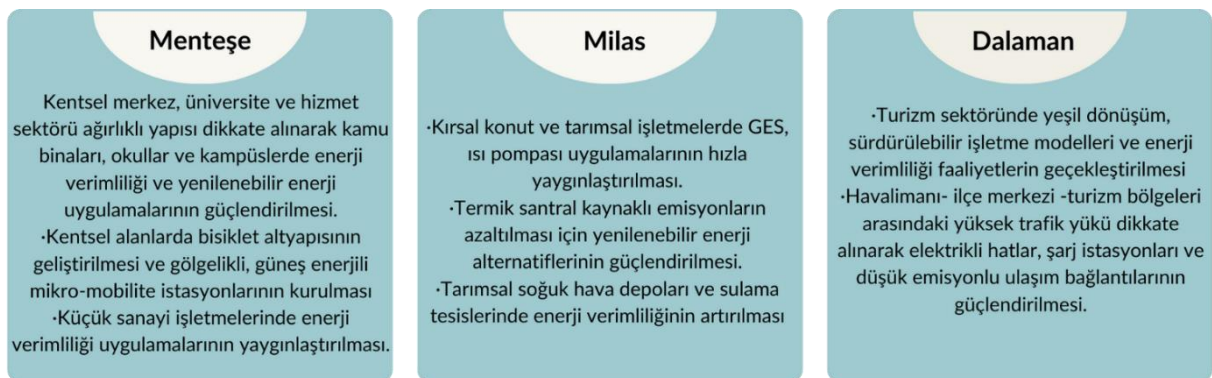 Menteşe
Kentsel merkez, üniversite ve hizmet
sektörü ağırlıklı yapısı dikkate alınarak kamu
binaları, okullar ve kampüslerde enerji
verimliliği ve yenilenebilir enerji
uygulamalarının güçlendirilmesi.
·Kentsel alanlarda bisiklet altyapısının
geliştirilmesi ve gölgelikli, güneş enerjili
mikro-mobilite istasyonlarının kurulması
·Küçük sanayi işletmelerinde enerji
verimliliği uygulamalarının yaygınlaştırılması.
Milas
·Kırsal konut ve tarımsal işletmelerde GES,
ısı pompası uygulamalarının hızla
yaygınlaştırılması.
·Termik santral kaynaklı emisyonların
azaltılması için yenilenebilir enerji
alternatiflerinin güçlendirilmesi.
·Tarımsal soğuk hava depoları ve sulama
tesislerinde enerji verimliliğinin artırılması
Dalaman
·Turizm sektöründe yeşil dönüşüm,
sürdürülebilir işletme modelleri ve enerji
verimliliği faaliyetlerin geçekleştirilmesi
·Havalimanı- ilçe merkezi -turizm bölgeleri
arasındaki yüksek trafik yükü dikkate
alınarak elektrikli hatlar, şarj istasyonları ve
düşük emisyonlu ulaşım bağlantılarının
güçlendirilmesi.